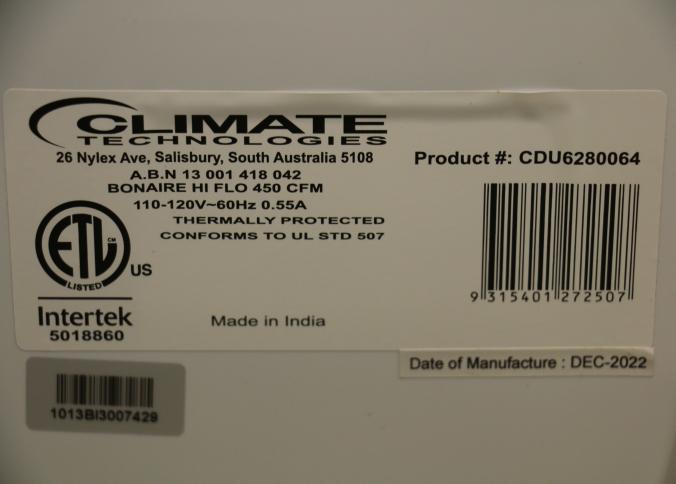 CLIMATE
TECHNOLOGIES
26 Nylex Ave, Salisbury, South Australia 5108
A.B.N 13 001 418 042
BONAIRE HI FLO 450 CFM
110-120V~60Hz 0.55A
THERMALLY PROTECTED
CONFORMS TO UL STD 507
ETL CM
LISTED
US
Intertek
5018860
Made in India
Product #: CDU6280064
9 315401 272507
Date of Manufacture : DEC-2022
1013BI3007429